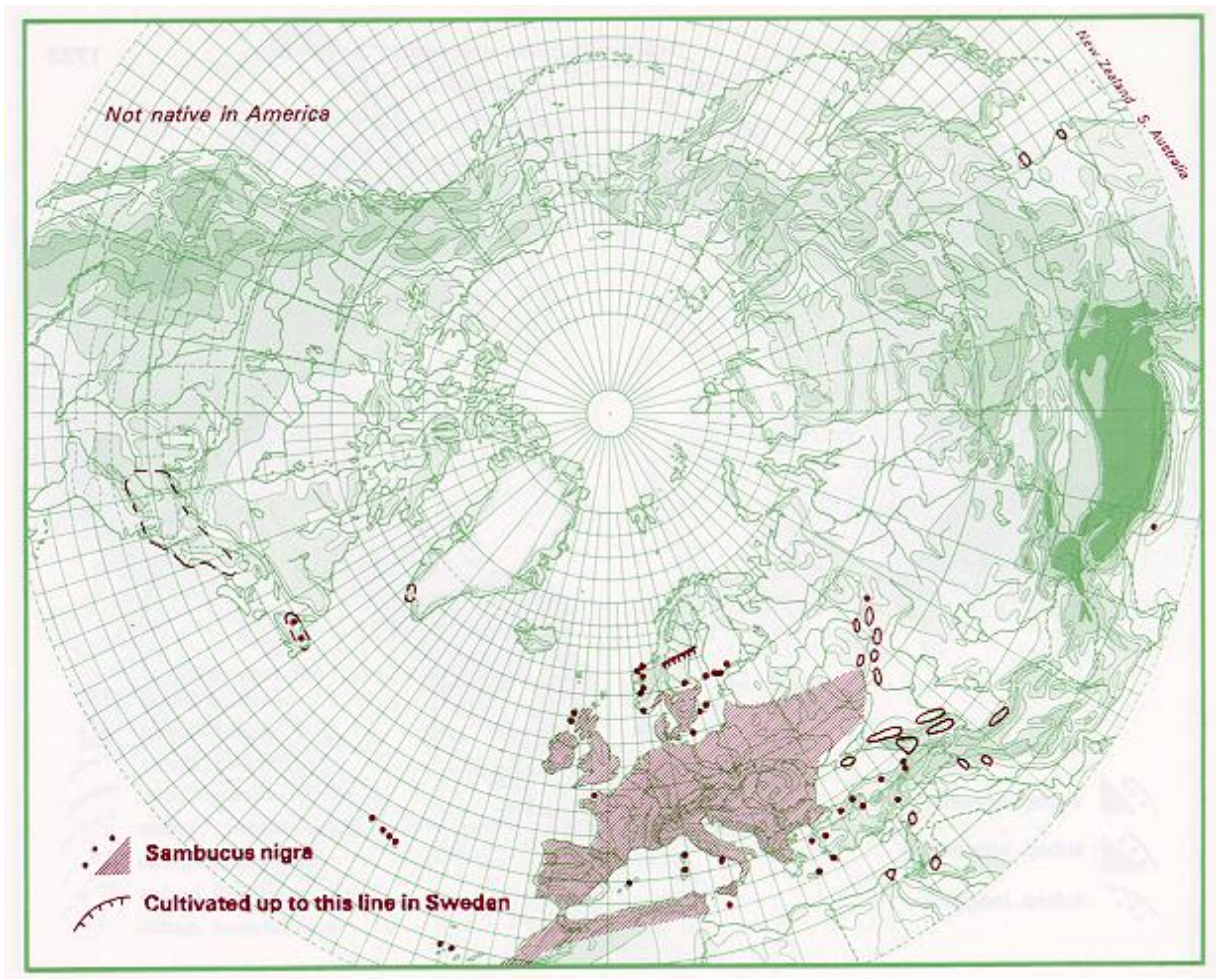 Not native in America
New Zealand S. Australia
Sambucus nigra
Cultivated up to this line in Sweden